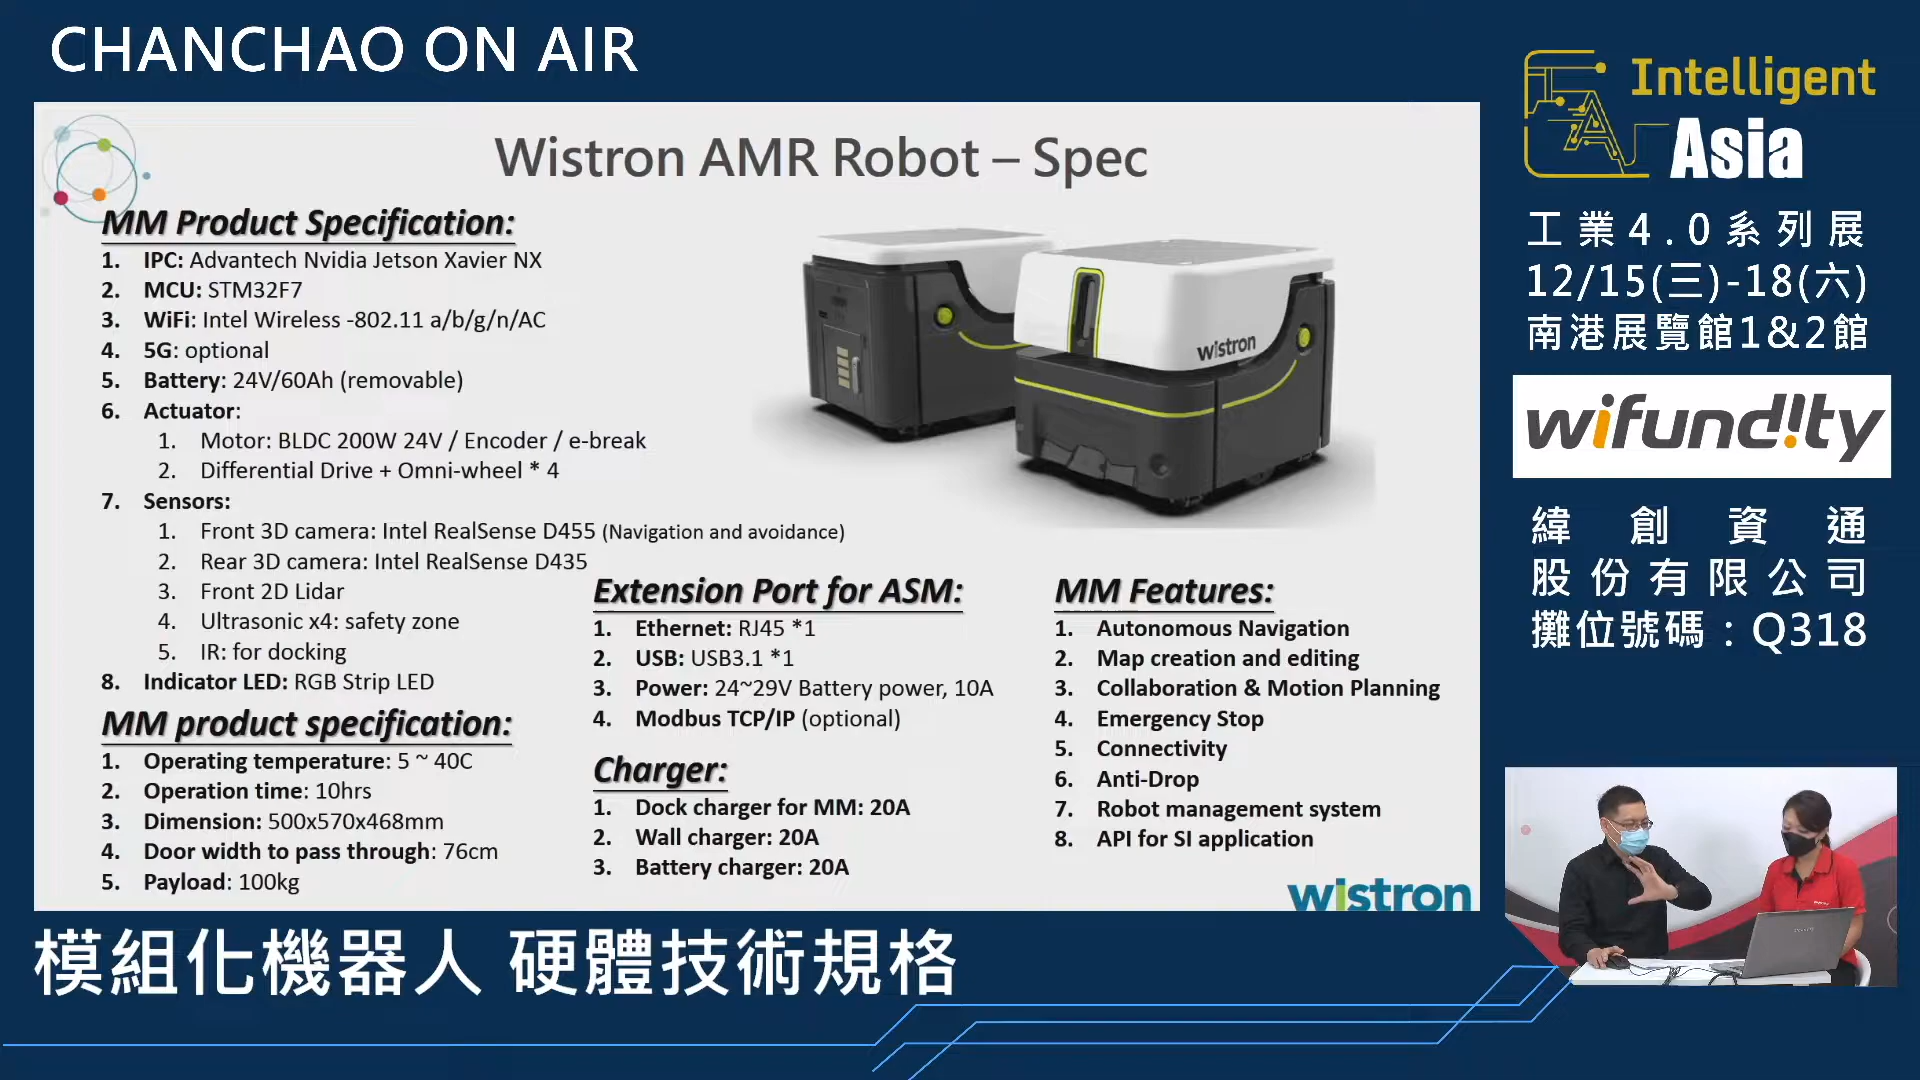 CHANCHAO ON AIR
Wistron AMR Robot – Spec
MM Product Specification:
1. IPC: Advantech Nvidia Jetson Xavier NX
2. MCU: STM32F7
3. WiFi: Intel Wireless -802.11 a/b/g/n/AC
4. 5G: optional
5. Battery: 24V/60Ah (removable)
6. Actuator:
1. Motor: BLDC 200W 24V / Encoder / e-break
2. Differential Drive + Omni-wheel * 4
7. Sensors:
1. Front 3D camera: Intel RealSense D455 (Navigation and avoidance)
2. Rear 3D camera: Intel RealSense D435
3. Front 2D Lidar
4. Ultrasonic x4: safety zone
5. IR: for docking
8. Indicator LED: RGB Strip LED
MM product specification:
1. Operating temperature: 5 ~ 40C
2. Operation time: 10hrs
3. Dimension: 500x570x468mm
4. Door width to pass through: 76cm
5. Payload: 100kg
wistron
Extension Port for ASM:
1. Ethernet: RJ45 *1
2. USB: USB3.1 *1
3. Power: 24~29V Battery power, 10A
4. Modbus TCP/IP (optional)
Charger:
1. Dock charger for MM: 20A
2. Wall charger: 20A
3. Battery charger: 20A
MM Features:
1. Autonomous Navigation
2. Map creation and editing
3. Collaboration & Motion Planning
4. Emergency Stop
5. Connectivity
6. Anti-Drop
7. Robot management system
8. API for SI application
wistron
Intelligent
Asia
工業4.0系列展
12/15(三)-18(六)
南港展覽館1&2館
wifundity
緯創資通
股份有限公司
攤位號碼：Q318
模組化機器人 硬體技術規格